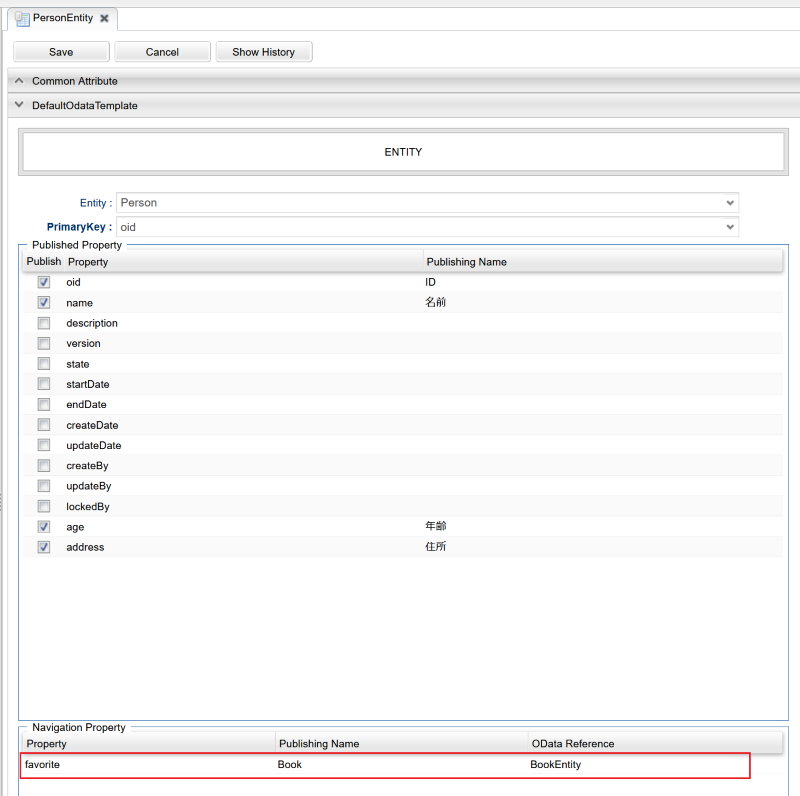 PersonEntity
Save Cancel Show History
Common Attribute
DefaultOdataTemplate
ENTITY
Entity : Person
PrimaryKey : oid
Published Property
Publish Property Publishing Name
oid ID
name 名前
description
version
state
startDate
endDate
createDate
updateDate
createBy
updateBy
lockedBy
age 年齢
address 住所
Navigation Property
Property Publishing Name OData Reference
favorite Book BookEntity